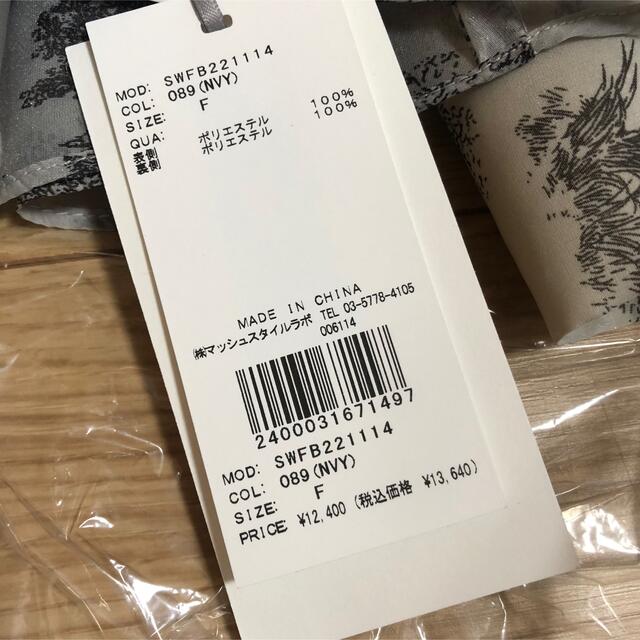 MOD: SWFB221114
COL: 089(NVY)
SIZE: F
QUA:
表側 ポリエステル 100%
裏側 ポリエステル 100%
MADE IN CHINA
㈱マッシュスタイルラボ TEL 03-5778-4105
006114
2400031671497
MOD: SWFB221114
COL: 089(NVY)
SIZE: F
PRICE: ¥12,400 (税込価格 ¥13,640)